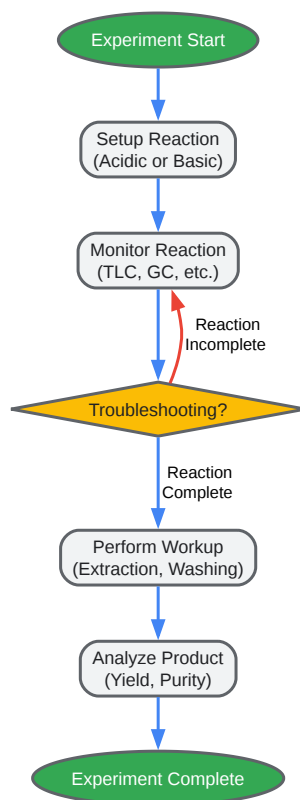 Experiment Start
Setup Reaction
(Acidic or Basic)
Monitor Reaction
(TLC, GC, etc.)
Reaction
Incomplete
Troubleshooting?
Reaction
Complete
Perform Workup
(Extraction, Washing)
Analyze Product
(Yield, Purity)
Experiment Complete